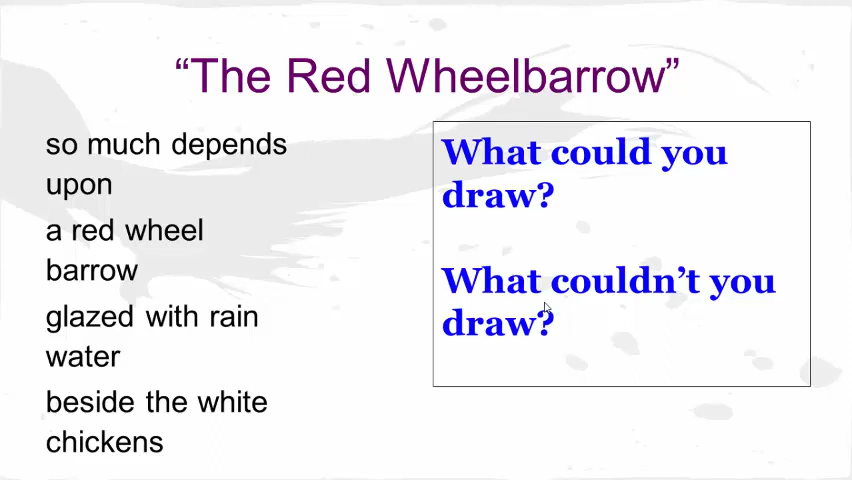 “The Red Wheelbarrow”
so much depends
upon
a red wheel
barrow
glazed with rain
water
beside the white
chickens
What could you
draw?
What couldn’t you
draw?